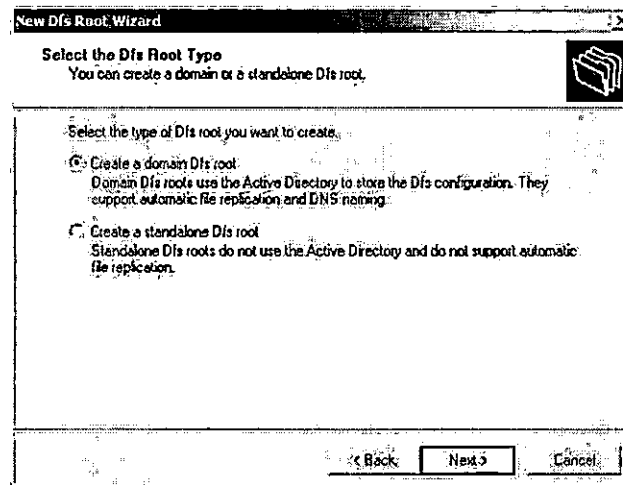 New Dfs Root Wizard
Select the Dfs Root Type
You can create a domain or a standalone Dfs root.
Select the type of Dfs root you want to create.
Create a domain Dfs root
Domain Dfs roots use the Active Directory to store the Dfs configuration. They
support automatic file replication and DNS naming.
Create a standalone Dfs root
Standalone Dfs roots do not use the Active Directory and do not support automatic
file replication.
< Back
Next >
Cancel